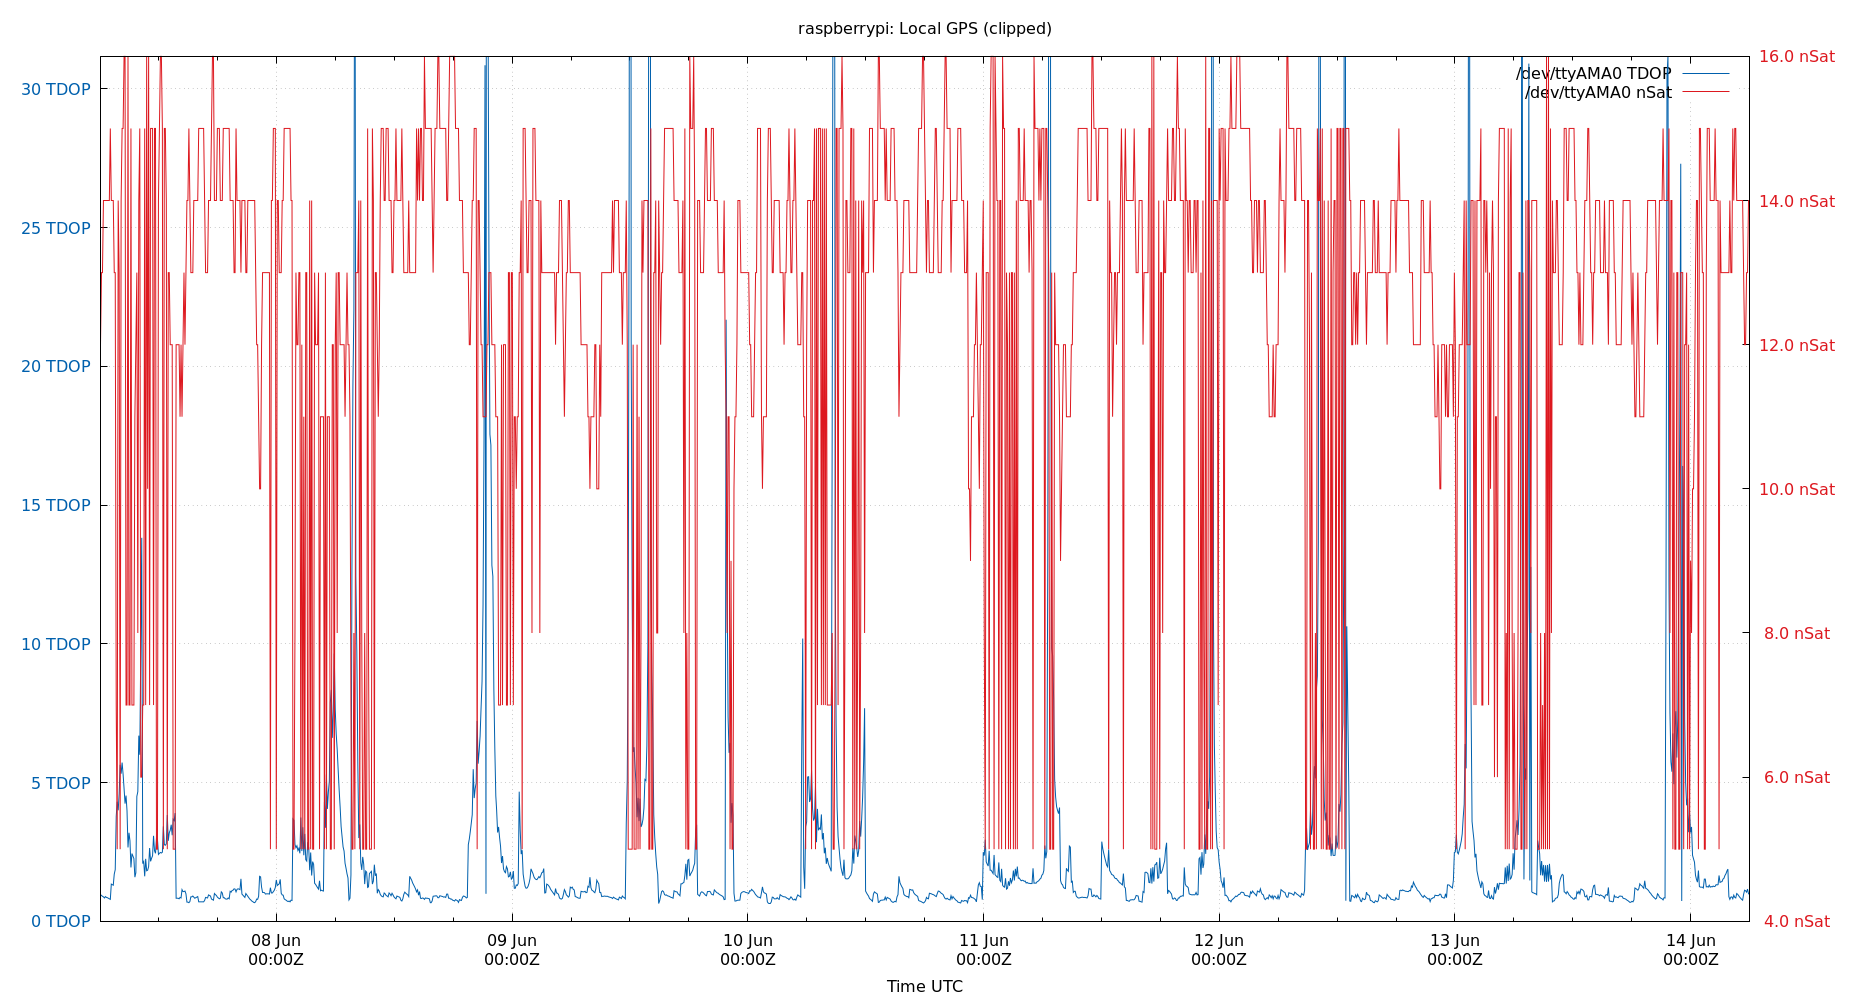 raspberrypi: Local GPS (clipped)
16.0 nSat
/dev/ttyAMA0 TDOP
/dev/ttyAMA0 nSat
30 TDOP
14.0 nSat
25 TDOP
12.0 nSat
20 TDOP
10.0 nSat
15 TDOP
8.0 nSat
10 TDOP
6.0 nSat
5 TDOP
4.0 nSat
0 TDOP
08 Jun 09 Jun 10 Jun 11 Jun 12 Jun 13 Jun 14 Jun
00:00Z 00:00Z 00:00Z 00:00Z 00:00Z 00:00Z 00:00Z
Time UTC